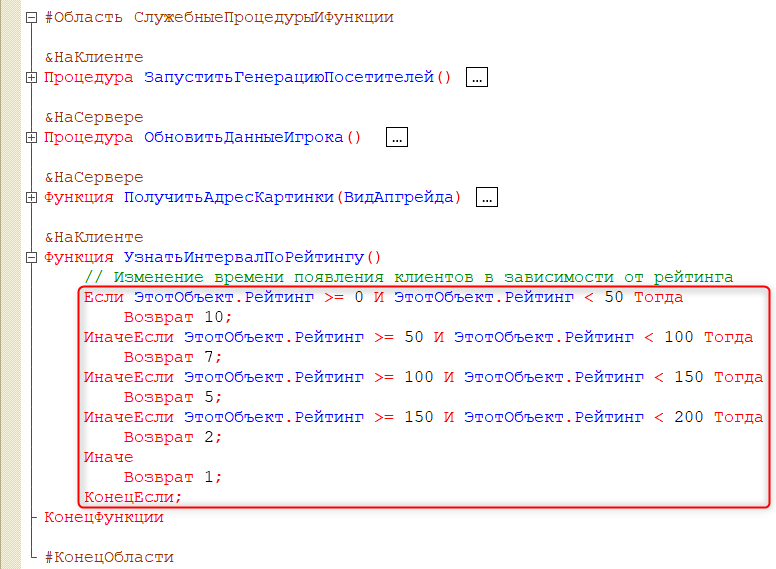 #Область СлужебныеПроцедурыИФункции
&НаКлиенте
Процедура ЗапуститьГенерациюПосетителей() ...
&НаСервере
Процедура ОбновитьДанныеИгрока() ...
&НаСервере
Функция ПолучитьАдресКартинки(ВидАпгрейда) ...
&НаКлиенте
Функция УзнатьИнтервалПоРейтингу()
// Изменение времени появления клиентов в зависимости от рейтинга
Если ЭтотОбъект.Рейтинг >= 0 И ЭтотОбъект.Рейтинг < 50 Тогда
Возврат 10;
ИначеЕсли ЭтотОбъект.Рейтинг >= 50 И ЭтотОбъект.Рейтинг < 100 Тогда
Возврат 7;
ИначеЕсли ЭтотОбъект.Рейтинг >= 100 И ЭтотОбъект.Рейтинг < 150 Тогда
Возврат 5;
ИначеЕсли ЭтотОбъект.Рейтинг >= 150 И ЭтотОбъект.Рейтинг < 200 Тогда
Возврат 2;
Иначе
Возврат 1;
КонецЕсли;
КонецФункции
#КонецОбласти